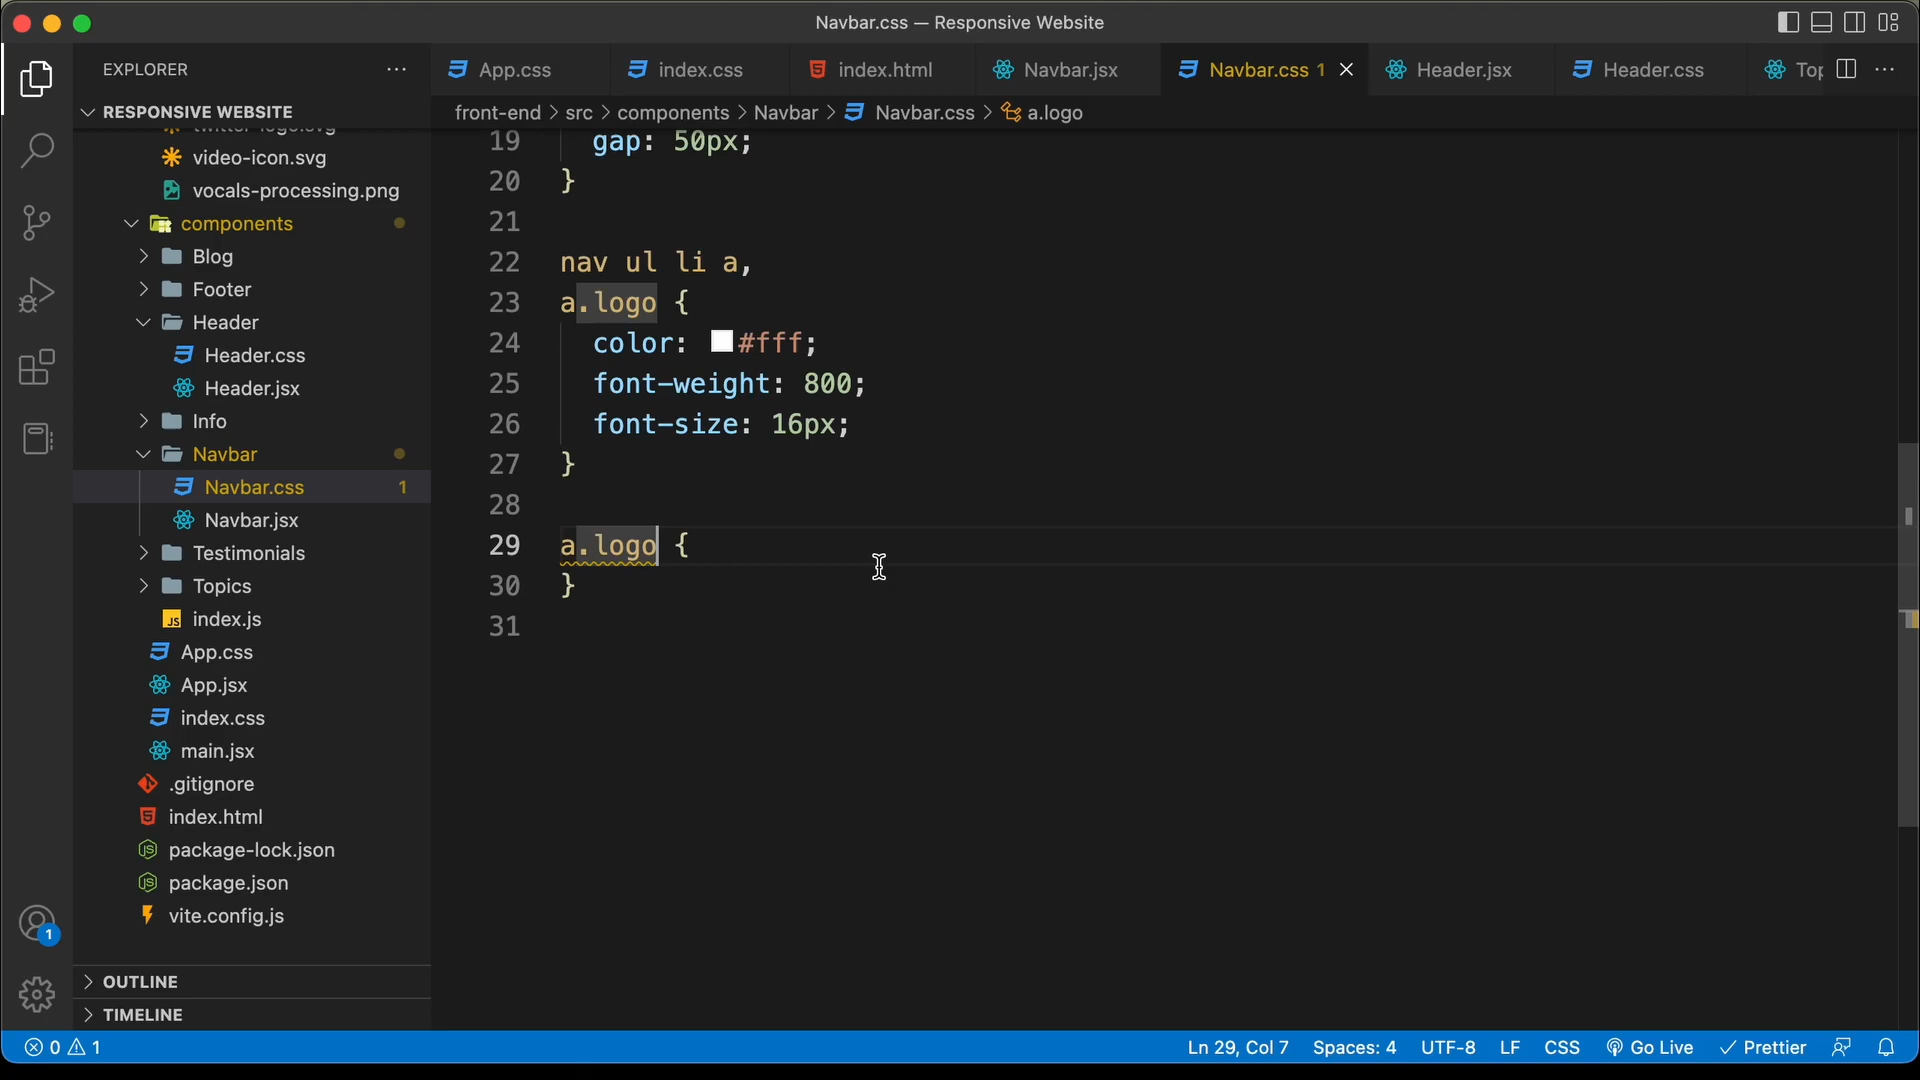 Navbar.css — Responsive Website
EXPLORER
App.css
index.css
index.html
Navbar.jsx
Navbar.css 1
Header.jsx
Header.css
Top
RESPONSIVE WEBSITE
front-end > src > components > Navbar > Navbar.css > a.logo
twitter-logo.svg
video-icon.svg
vocals-processing.png
components
Blog
Footer
Header
Header.css
Header.jsx
Info
Navbar
Navbar.css 1
Navbar.jsx
Testimonials
Topics
index.js
App.css
App.jsx
index.css
main.jsx
.gitignore
index.html
package-lock.json
package.json
vite.config.js
OUTLINE
TIMELINE
19 gap: 50px;
20 }
21
22 nav ul li a,
23 a.logo {
24 color: #fff;
25 font-weight: 800;
26 font-size: 16px;
27 }
28
29 a.logo {
30 }
31
1
0 1
Ln 29, Col 7
Spaces: 4
UTF-8
LF
CSS
Go Live
Prettier